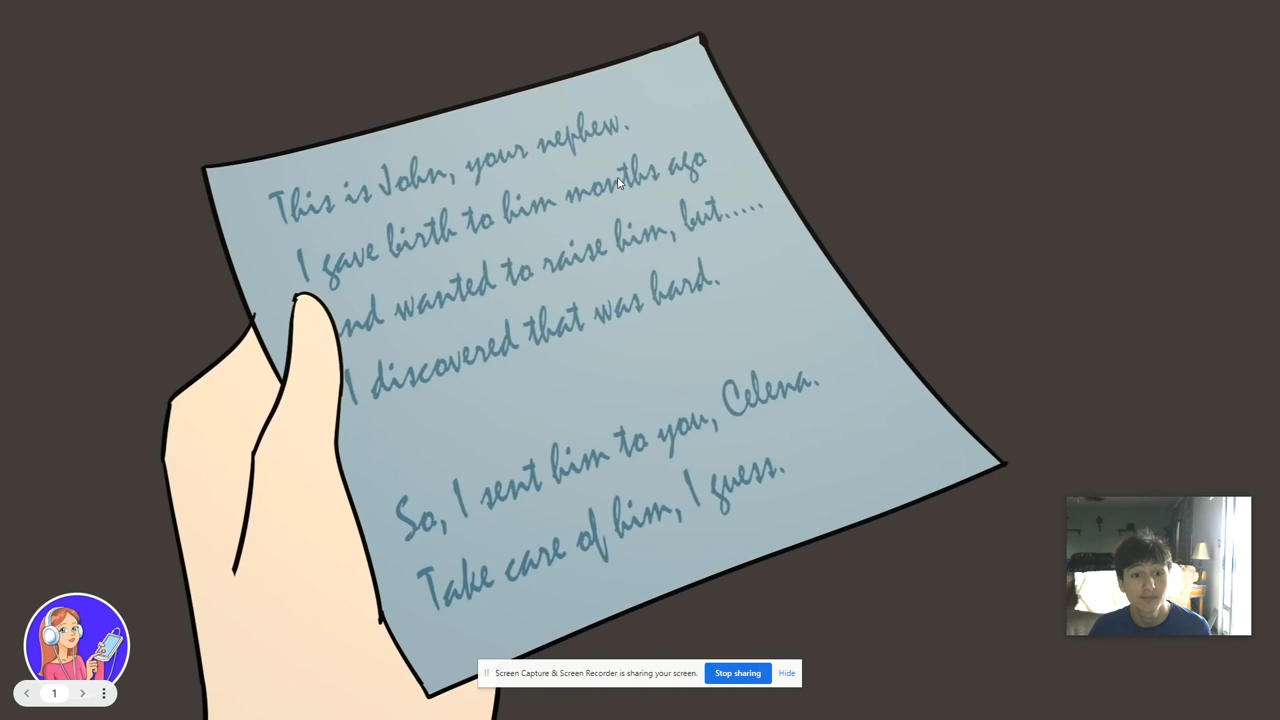 This is John, your nephew.
I gave birth to him months ago
and wanted to raise him, but.....
I discovered that was hard.
So, I sent him to you, Celena.
Take care of him, I guess.
1
Screen Capture & Screen Recorder is sharing your screen.
Stop sharing
Hide